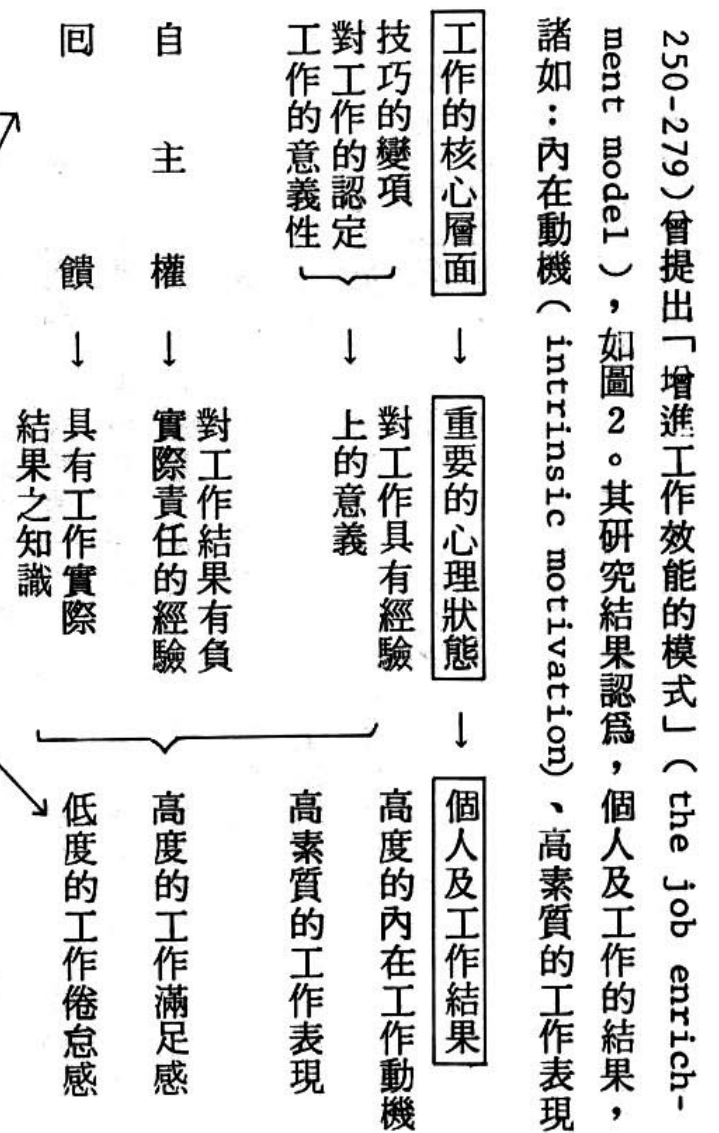 250-279)曾提出「增進工作效能的模式」( the job enrich-
ment model ),如圖2。其研究結果認爲,個人及工作的結果,
諸如:內在動機( intrinsic motivation)、高素質的工作表現
工作的核心層面 → 重要的心理狀態 → 個人及工作結果
技巧的變項
對工作的認定
工作的意義性
→
對工作具有經驗
上的意義
自主權 →
對工作結果有負
實際責任的經驗
回饋 →
具有工作實際
結果之知識
高度的內在工作動機
高素質的工作表現
高度的工作滿足感
低度的工作倦怠感